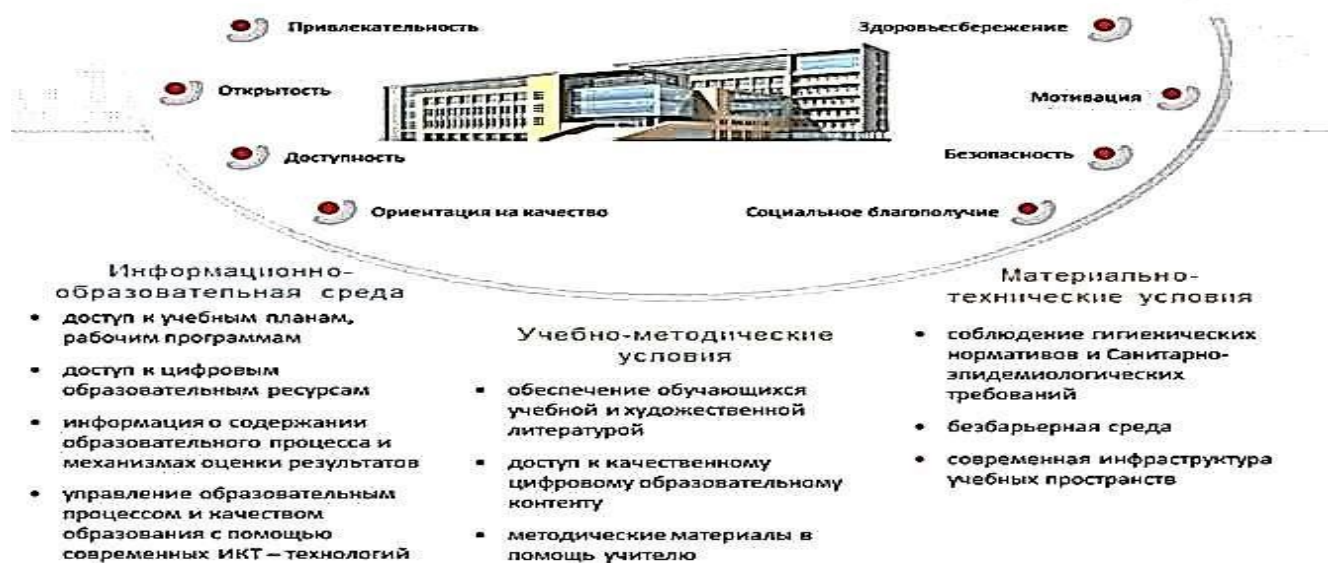 Привлекательность
Здоровьесбережение
Открытость
Мотивация
Доступность
Безопасность
Ориентация на качество
Социальное благополучие
Информационно-
образовательная среда
• доступ к учебным планам,
рабочим программам
• доступ к цифровым
образовательным ресурсам
• информация о содержании
образовательного процесса и
механизмах оценки результатов
• управление образовательным
процессом и качеством
образования с помощью
современных ИКТ – технологий
Учебно-методические
условия
• обеспечение обучающихся
учебной и художественной
литературой
• доступ к качественному
цифровому образовательному
контенту
• методические материалы в
помощь учителю
Материально-
технические условия
• соблюдение гигиенических
нормативов и Санитарно-
эпидемиологических
требований
• безбарьерная среда
• современная инфраструктура
учебных пространств